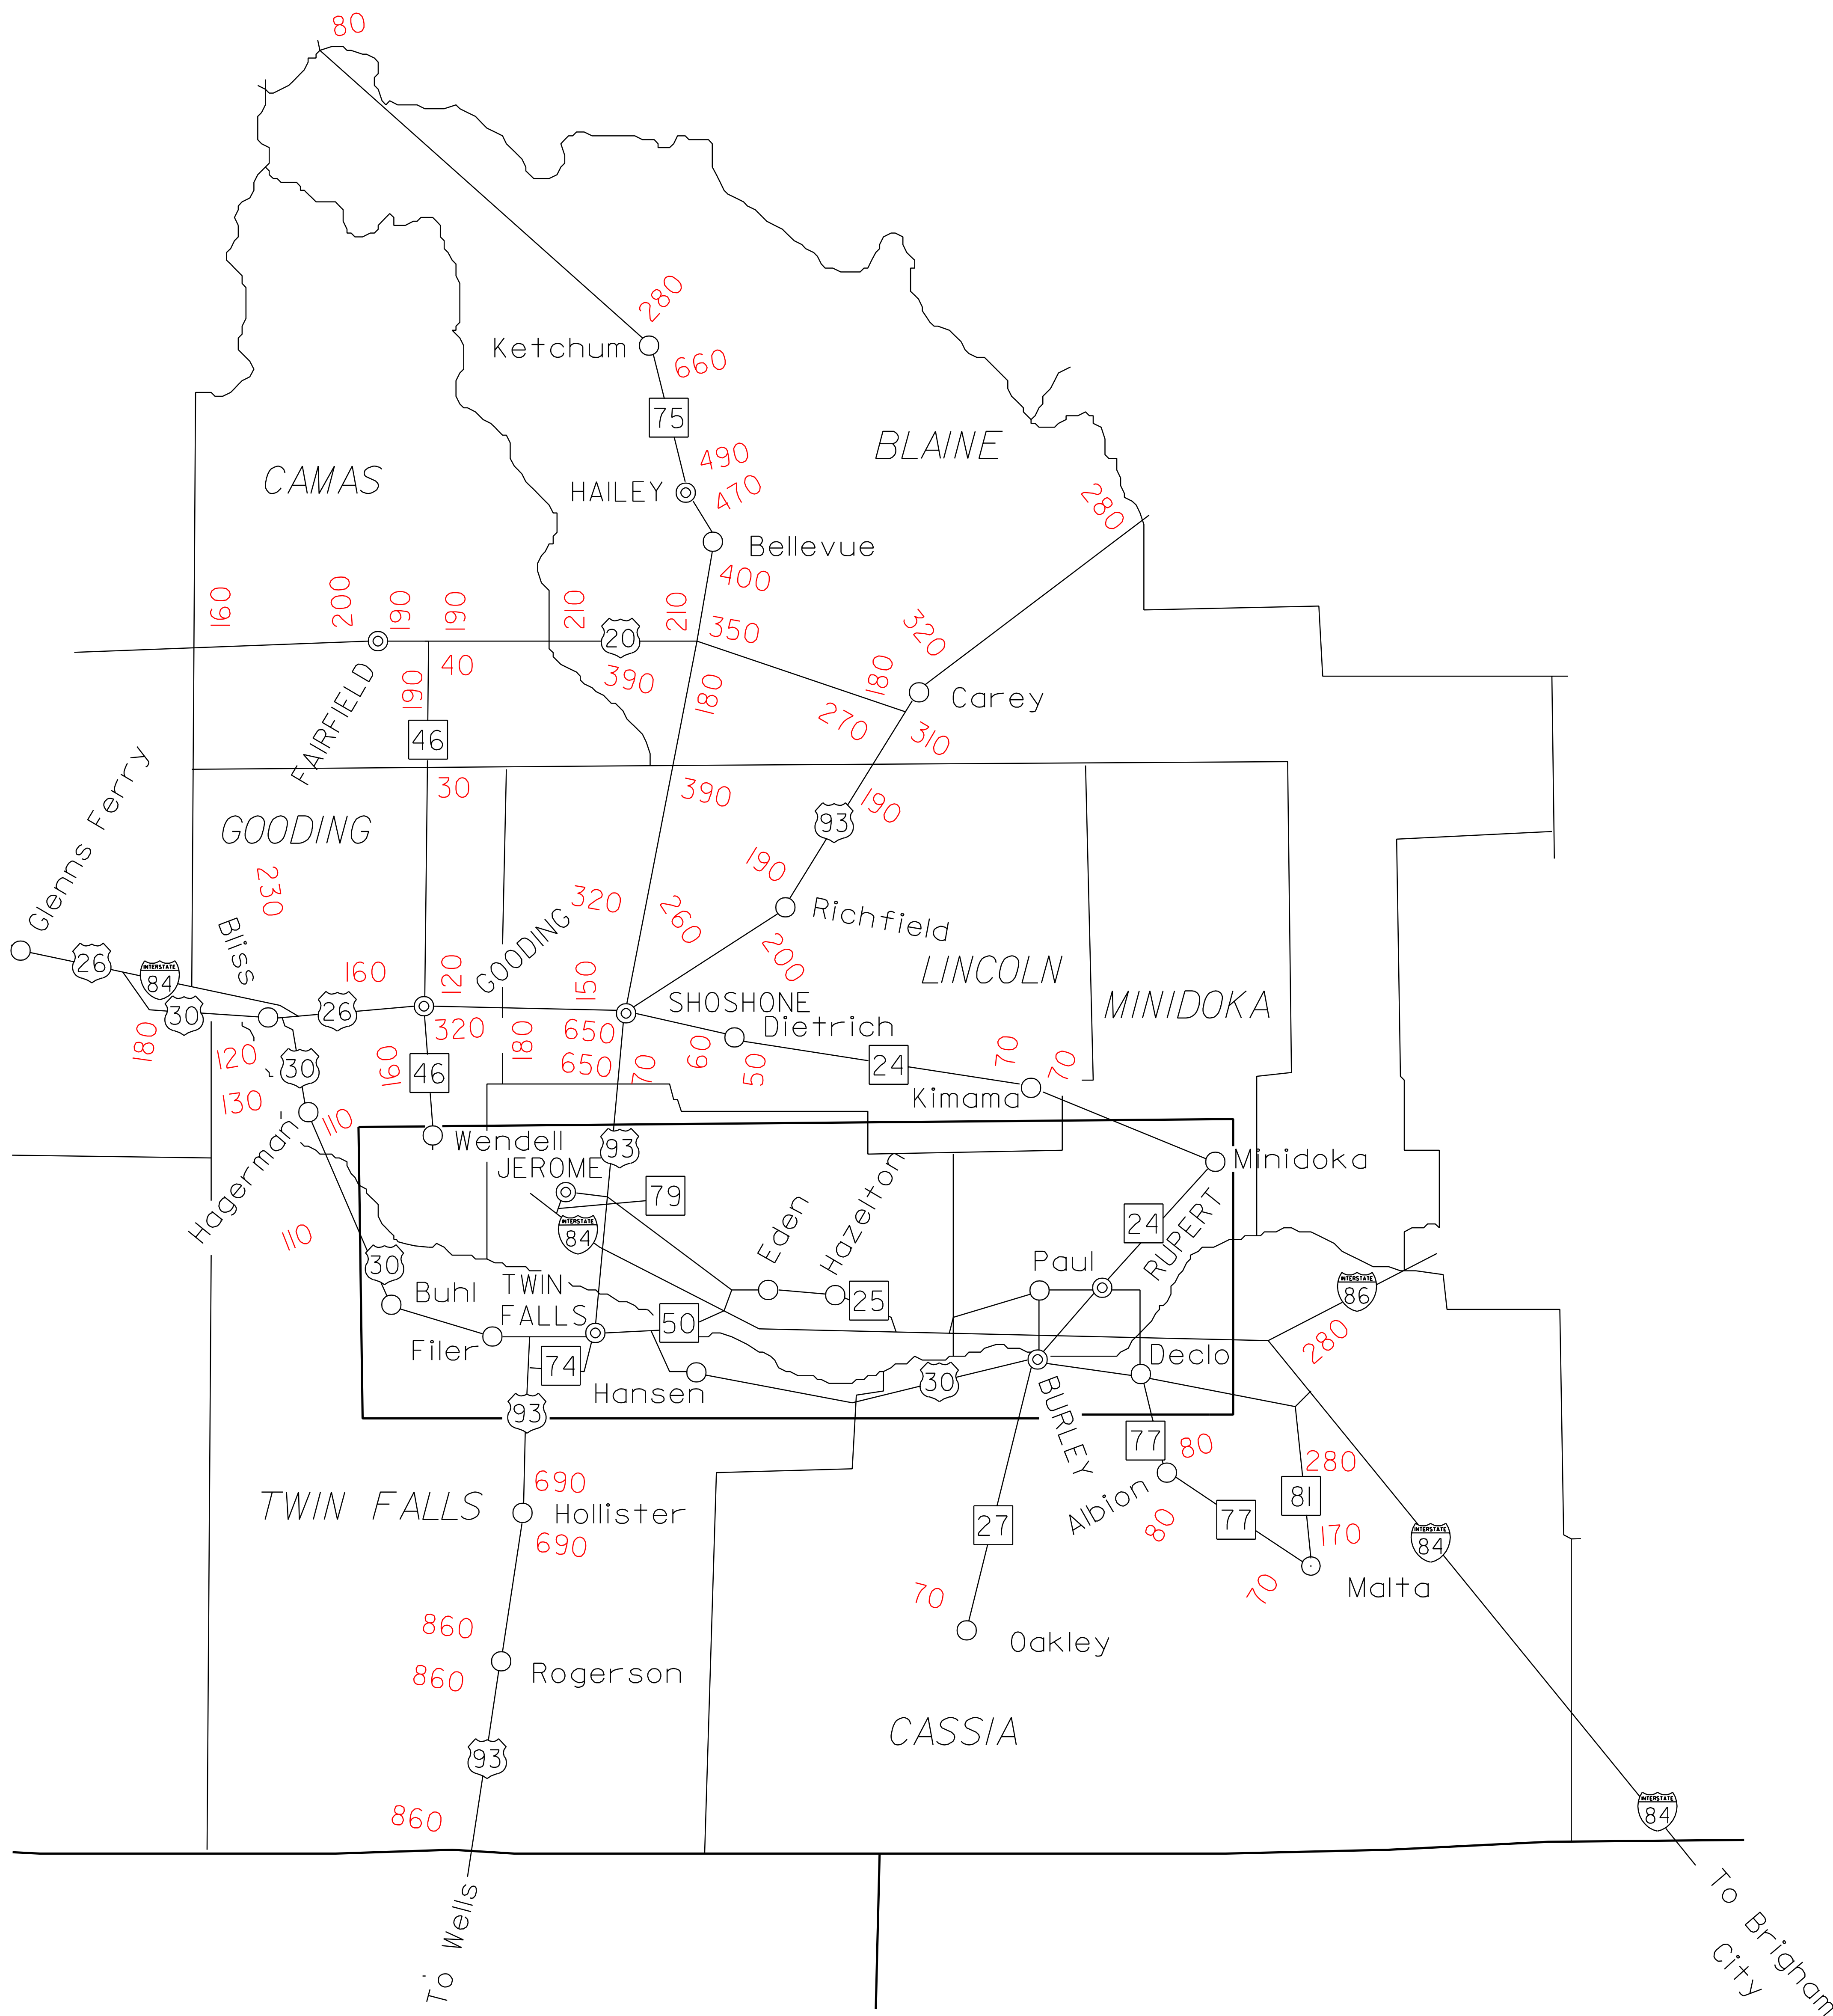 80
280
Ketchum
660
75
BLAINE
490
CAMAS
HAILEY
470
280
Bellevue
400
160
200
190
190
210
210
350
320
20
40
390
180
180
190
FAIRFIELD
Carey
270
310
46
Glenns Ferry
30
390
190
93
GOODING
190
230
320
260
Richfield
GOODING
Bliss
200
LINCOLN
26
INTERSTATE
84
160
120
150
SHOSHONE
MINIDOKA
30
26
Dietrich
180
120
320
180
650
60
50
70
70
30
160
46
650
70
24
Kimama
130
110
Hagerman
Wendell
93
JEROME
Minidoka
79
Eden
Hazelton
24
RUPERT
110
INTERSTATE
84
30
Paul
Buhl
TWIN
FALLS
25
INTERSTATE
86
50
Filer
280
74
Declo
Hansen
30
93
BURLEY
77
80
280
690
Hollister
TWIN FALLS
Albion
81
27
80
77
170
INTERSTATE
84
690
70
70
Malta
860
Oakley
860
Rogerson
CASSIA
93
860
INTERSTATE
84
To Wells
To Brigham
City